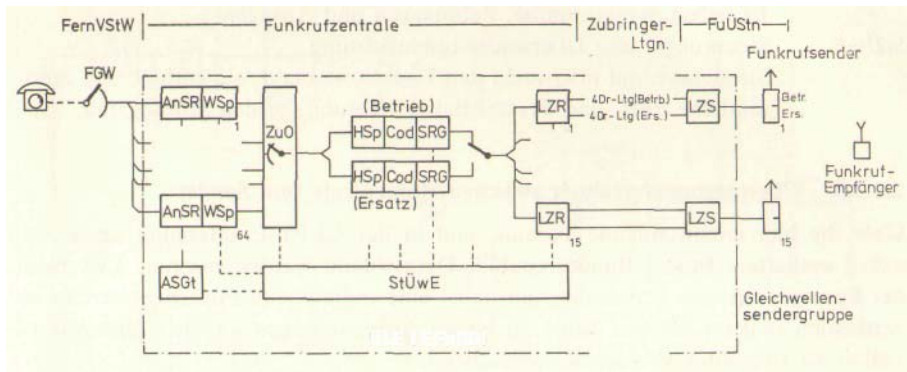 FernVStW
Funkrufzentrale
Zubringer-
Ltgn.
FuÜStn
Funkrufsender
FGW
AnSR WSp
1
ZuO
(Betrieb)
HSp Cod SRG
HSp Cod SRG
(Ersatz)
LZR
1
4Dr-Ltg(Betrb.)
4Dr-Ltg(Ers.)
LZS
Betr.
Ers.
1
Funkruf-
Empfänger
AnSR WSp
64
LZR
15
LZS
15
ASGt
StÜwE
Gleichwellen-
sendergruppe